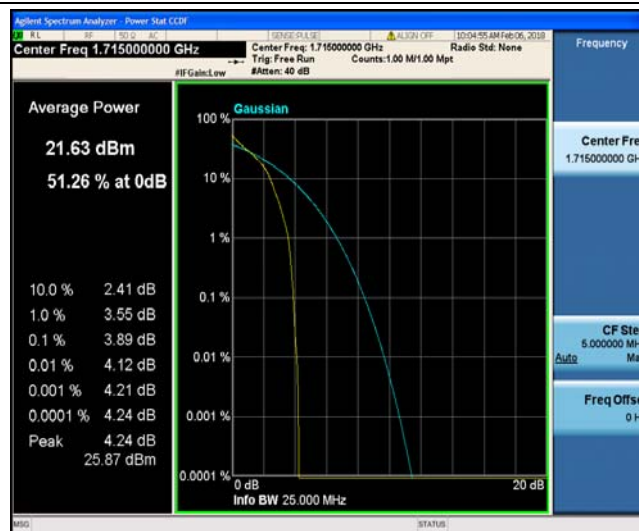 Agilent Spectrum Analyzer - Power Stat CCDF
RL RF 50 Ω AC SENSE:PULSE ALIGN OFF 10:04:55 AM Feb 06, 2018
Center Freq 1.715000000 GHz
Center Freq: 1.715000000 GHz Radio Std: None
Trig: Free Run Counts:1.00 M/1.00 Mpt
#IFGain:Low #Atten: 40 dB
Frequency
Average Power
21.63 dBm
51.26 % at 0dB
10.0 % 2.41 dB
1.0 % 3.55 dB
0.1 % 3.89 dB
0.01 % 4.12 dB
0.001 % 4.21 dB
0.0001 % 4.24 dB
Peak 4.24 dB
25.87 dBm
Gaussian
100 %
10 %
1 %
0.1 %
0.01 %
0.001 %
0.0001 %
0 dB 20 dB
Info BW 25.000 MHz
Center Fre
1.715000000 GH
CF Ste
5.000000 MH
Auto Ma
Freq Offse
0 H
MSG STATUS